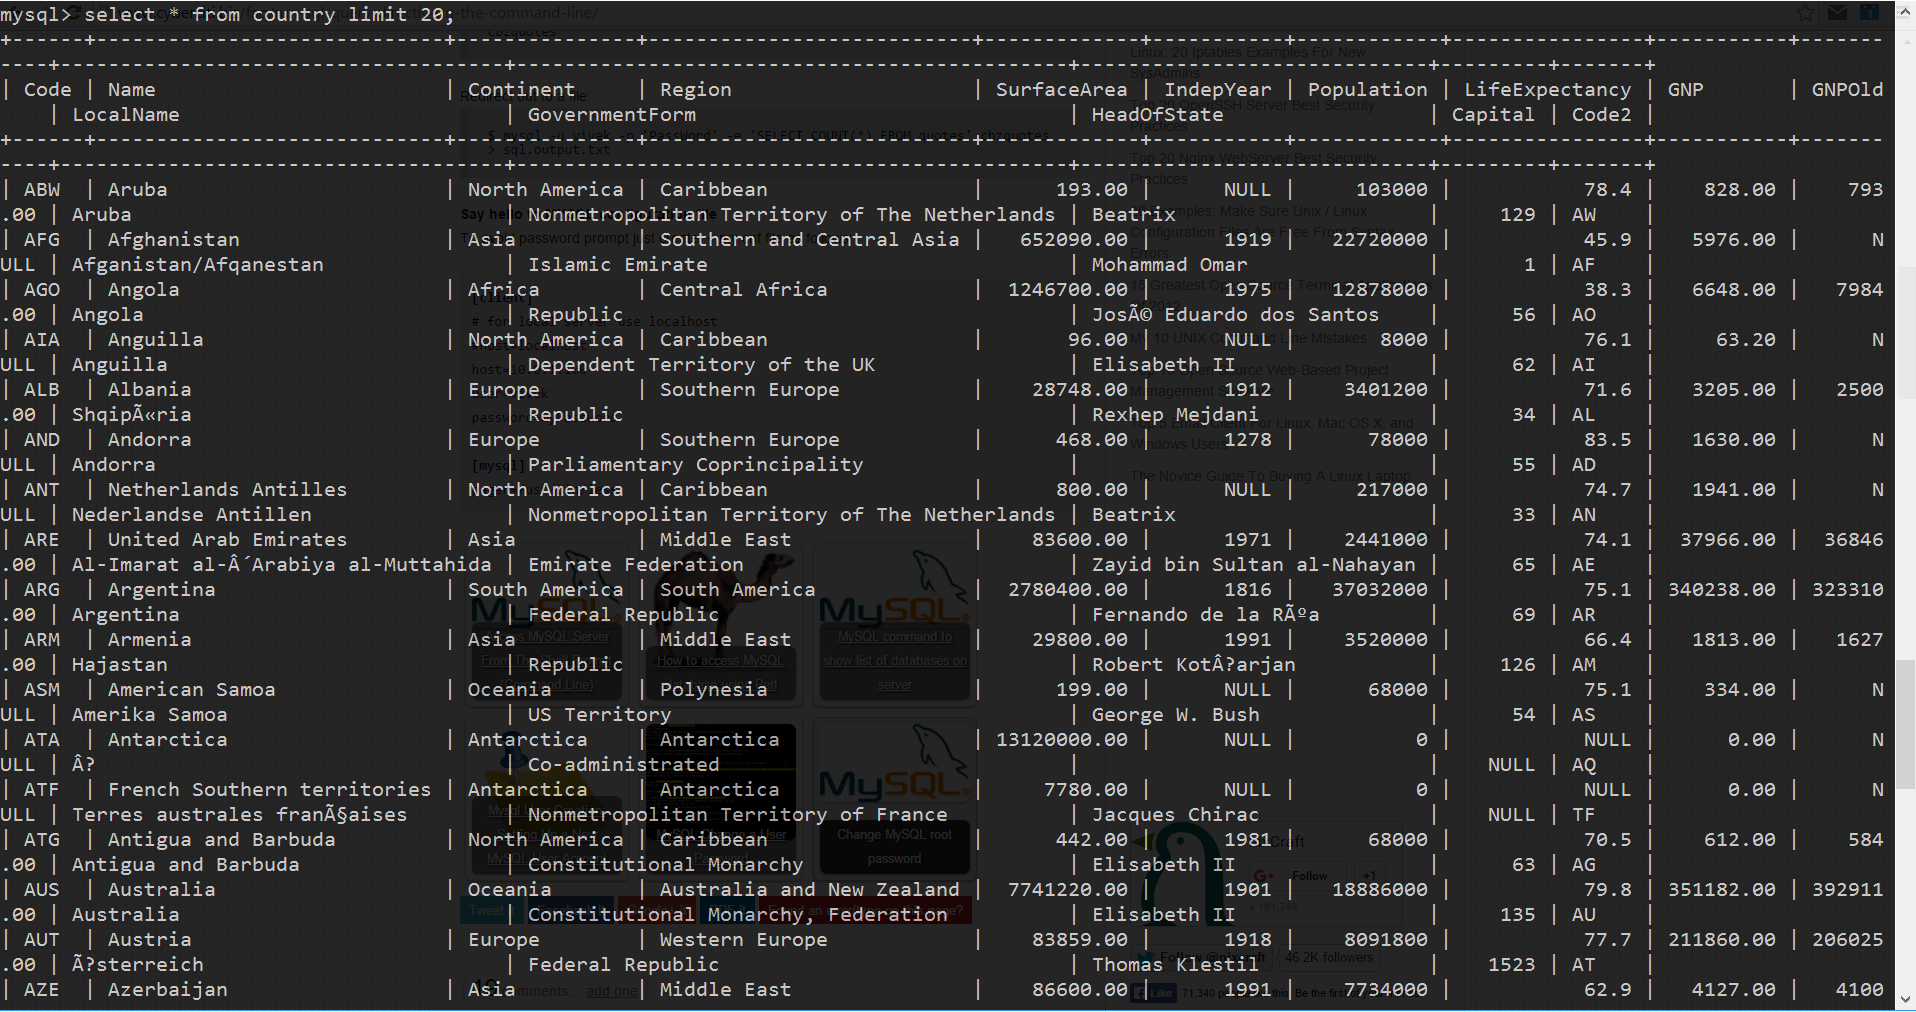 mysql> select * from country limit 20;
+------+------------------------------+---------------+---------------------------+-------------+-----------+------------+----------------+-----------+-------
----+-------------------------------------+----------------------------------------------+-----------------------------+---------+-------+
| Code | Name                        | Continent     | Region                    | SurfaceArea | IndepYear | Population | LifeExpectancy | GNP       | GNPOld
    | LocalName                           | GovernmentForm                               | HeadOfState                 | Capital | Code2 |
+------+------------------------------+---------------+---------------------------+-------------+-----------+------------+----------------+-----------+-------
----+-------------------------------------+----------------------------------------------+-----------------------------+---------+-------+
| ABW  | Aruba                       | North America | Caribbean                 |      193.00 |      NULL |     103000 |           78.4 |    828.00 |    793
.00 | Aruba                               | Nonmetropolitan Territory of The Netherlands | Beatrix                     |     129 | AW    |
| AFG  | Afghanistan                 | Asia          | Southern and Central Asia |   652090.00 |      1919 |   22720000 |           45.9 |   5976.00 |      N
ULL | Afganistan/Afqanestan               | Islamic Emirate                              | Mohammad Omar               |       1 | AF    |
| AGO  | Angola                      | Africa        | Central Africa            |  1246700.00 |      1975 |   12878000 |           38.3 |   6648.00 |   7984
.00 | Angola                              | Republic                                     | JosÃ© Eduardo dos Santos    |      56 | AO    |
| AIA  | Anguilla                    | North America | Caribbean                 |       96.00 |      NULL |       8000 |           76.1 |     63.20 |      N
ULL | Anguilla                            | Dependent Territory of the UK                | Elisabeth II                |      62 | AI    |
| ALB  | Albania                     | Europe        | Southern Europe           |    28748.00 |      1912 |    3401200 |           71.6 |   3205.00 |   2500
.00 | ShqipÃ«ria                          | Republic                                     | Rexhep Mejdani              |      34 | AL    |
| AND  | Andorra                     | Europe        | Southern Europe           |      468.00 |      1278 |      78000 |           83.5 |   1630.00 |      N
ULL | Andorra                             | Parliamentary Coprincipality                 |                             |      55 | AD    |
| ANT  | Netherlands Antilles        | North America | Caribbean                 |      800.00 |      NULL |     217000 |           74.7 |   1941.00 |      N
ULL | Nederlandse Antillen                | Nonmetropolitan Territory of The Netherlands | Beatrix                     |      33 | AN    |
| ARE  | United Arab Emirates        | Asia          | Middle East               |    83600.00 |      1971 |    2441000 |           74.1 |  37966.00 |  36846
.00 | Al-Imarat al-Â´Arabiya al-Muttahida | Emirate Federation                           | Zayid bin Sultan al-Nahayan |      65 | AE    |
| ARG  | Argentina                   | South America | South America             |  2780400.00 |      1816 |   37032000 |           75.1 | 340238.00 | 323310
.00 | Argentina                           | Federal Republic                             | Fernando de la RÃºa         |      69 | AR    |
| ARM  | Armenia                     | Asia          | Middle East               |    29800.00 |      1991 |    3520000 |           66.4 |   1813.00 |   1627
.00 | Hajastan                            | Republic                                     | Robert KotÂ?arjan           |     126 | AM    |
| ASM  | American Samoa              | Oceania       | Polynesia                 |      199.00 |      NULL |      68000 |           75.1 |    334.00 |      N
ULL | Amerika Samoa                       | US Territory                                 | George W. Bush              |      54 | AS    |
| ATA  | Antarctica                  | Antarctica    | Antarctica                | 13120000.00 |      NULL |          0 |           NULL |      0.00 |      N
ULL | Â?                                  | Co-administrated                             |                             |    NULL | AQ    |
| ATF  | French Southern territories | Antarctica    | Antarctica                |     7780.00 |      NULL |          0 |           NULL |      0.00 |      N
ULL | Terres australes franÃ§aises        | Nonmetropolitan Territory of France          | Jacques Chirac              |    NULL | TF    |
| ATG  | Antigua and Barbuda         | North America | Caribbean                 |      442.00 |      1981 |      68000 |           70.5 |    612.00 |    584
.00 | Antigua and Barbuda                 | Constitutional Monarchy                      | Elisabeth II                |      63 | AG    |
| AUS  | Australia                   | Oceania       | Australia and New Zealand |  7741220.00 |      1901 |   18886000 |           79.8 | 351182.00 | 392911
.00 | Australia                           | Constitutional Monarchy, Federation          | Elisabeth II                |     135 | AU    |
| AUT  | Austria                     | Europe        | Western Europe            |    83859.00 |      1918 |    8091800 |           77.7 | 211860.00 | 206025
.00 | Ã?sterreich                         | Federal Republic                             | Thomas Klestil              |    1523 | AT    |
| AZE  | Azerbaijan                  | Asia          | Middle East               |    86600.00 |      1991 |    7734000 |           62.9 |   4127.00 |   4100